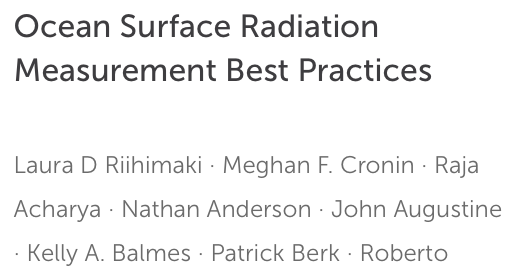 Ocean Surface Radiation
Measurement Best Practices
Laura D Riihimaki · Meghan F. Cronin · Raja
Acharya · Nathan Anderson · John Augustine
· Kelly A. Balmes · Patrick Berk · Roberto